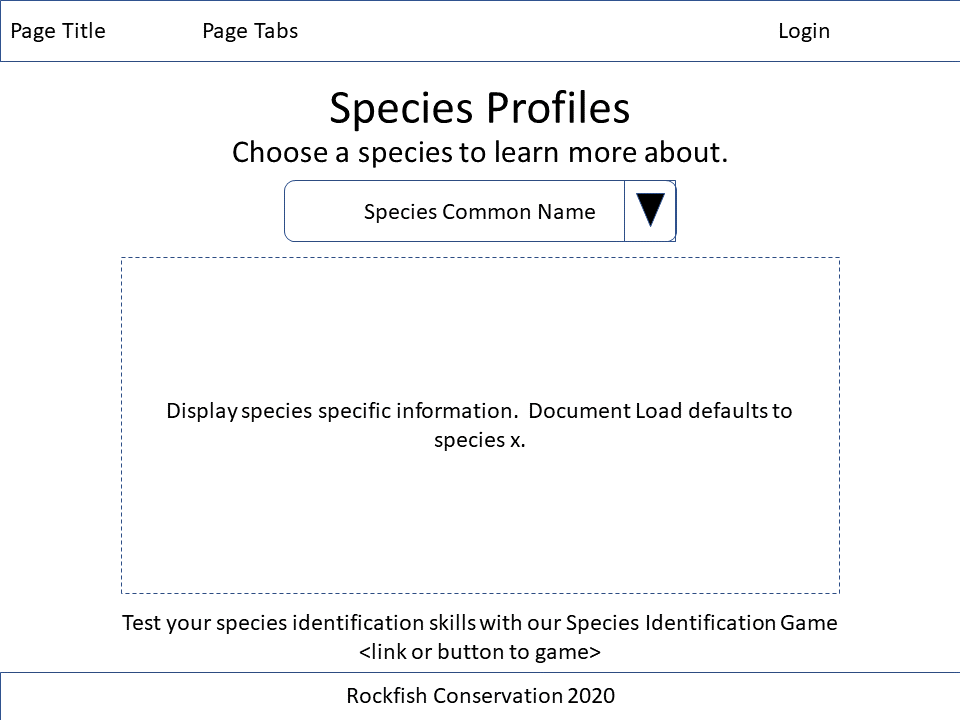 Page Title
Page Tabs
Login
Species Profiles
Choose a species to learn more about.
Species Common Name
Display species specific information.  Document Load defaults to
species x.
Test your species identification skills with our Species Identification Game
<link or button to game>
Rockfish Conservation 2020